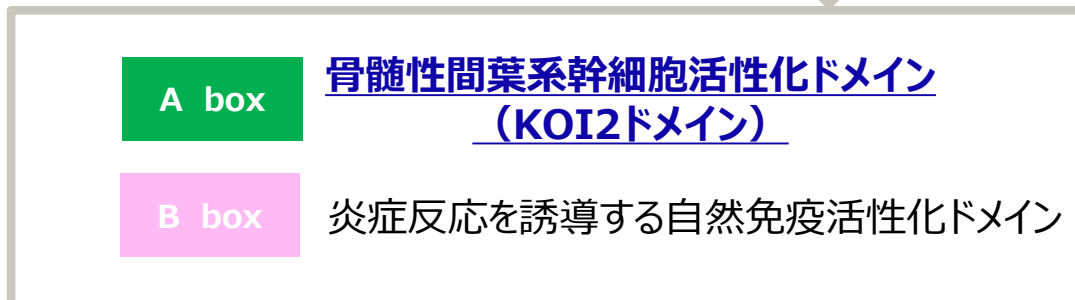 A box
骨髄性間葉系幹細胞活性化ドメイン
（KOI2ドメイン）
B box
炎症反応を誘導する自然免疫活性化ドメイン